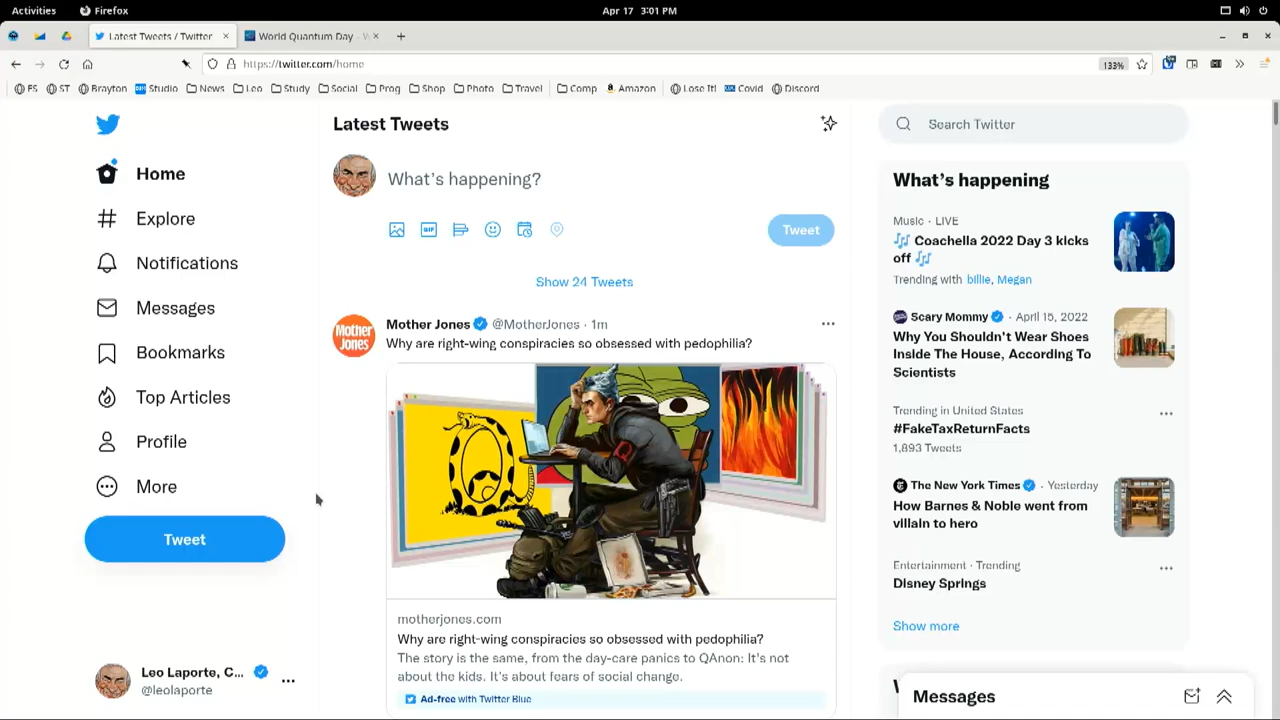 Activities
Firefox
Apr 17 3:01 PM
Latest Tweets / Twitter
World Quantum Day - W
https://twitter.com/home
133%
FS
ST
Brayton
Studio
News
Leo
Study
Social
Prog
Shop
Photo
Travel
Comp
Amazon
Lose It!
Covid
Discord
Home
Explore
Notifications
Messages
Bookmarks
Top Articles
Profile
More
Tweet
Leo Laporte, C...
@leolaporte
Latest Tweets
What's happening?
GIF
Tweet
Show 24 Tweets
Mother Jones
Mother Jones @MotherJones · 1m
Why are right-wing conspiracies so obsessed with pedophilia?
motherjones.com
Why are right-wing conspiracies so obsessed with pedophilia?
The story is the same, from the day-care panics to QAnon: It's not
about the kids. It's about fears of social change.
Ad-free with Twitter Blue
Search Twitter
What's happening
Music · LIVE
🎶 Coachella 2022 Day 3 kicks
off 🎶
Trending with billie, Megan
Scary Mommy · April 15, 2022
Why You Shouldn't Wear Shoes
Inside The House, According To
Scientists
Trending in United States
#FakeTaxReturnFacts
1,893 Tweets
The New York Times · Yesterday
How Barnes & Noble went from
villain to hero
Entertainment · Trending
Disney Springs
Show more
Messages